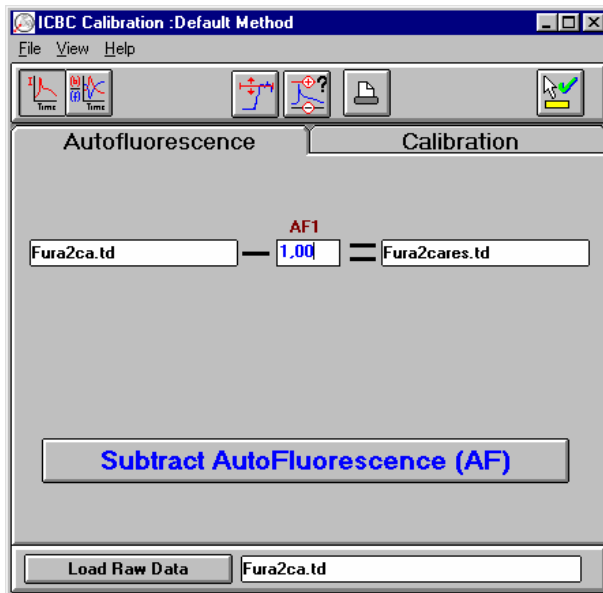 ICBC Calibration :Default Method
File View Help
I Time (b) (f) Time ?
Autofluorescence Calibration
AF1
Fura2ca.td — 1,00 = Fura2cares.td
Subtract AutoFluorescence (AF)
Load Raw Data Fura2ca.td